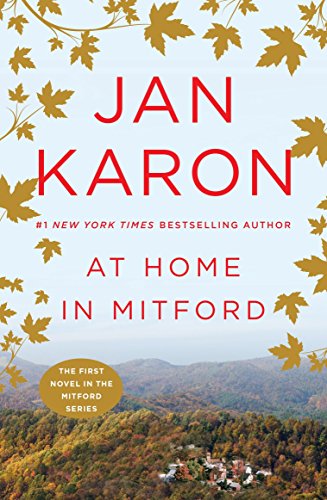 JAN
KARON
#1 NEW YORK TIMES BESTSELLING AUTHOR
AT HOME
IN MITFORD
THE FIRST
NOVEL IN THE
MITFORD
SERIES